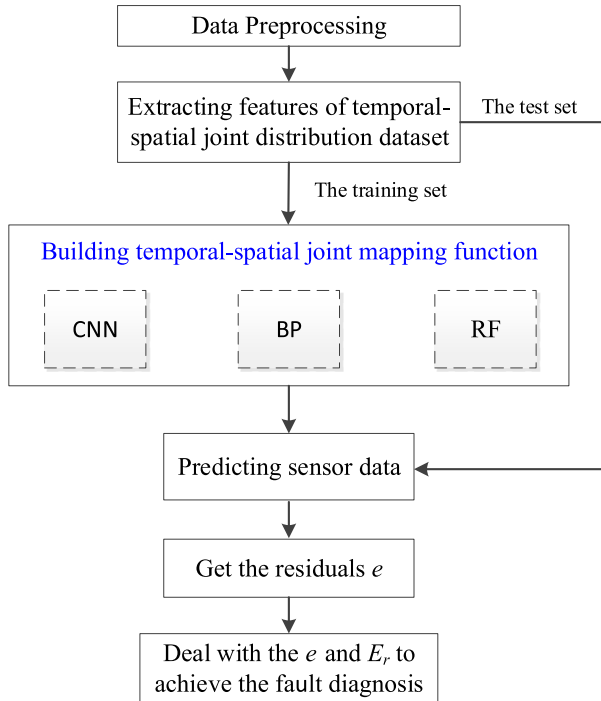 Data Preprocessing
Extracting features of temporal-
spatial joint distribution dataset
The test set
The training set
Building temporal-spatial joint mapping function
CNN
BP
RF
Predicting sensor data
Get the residuals e
Deal with the e and Er to
achieve the fault diagnosis